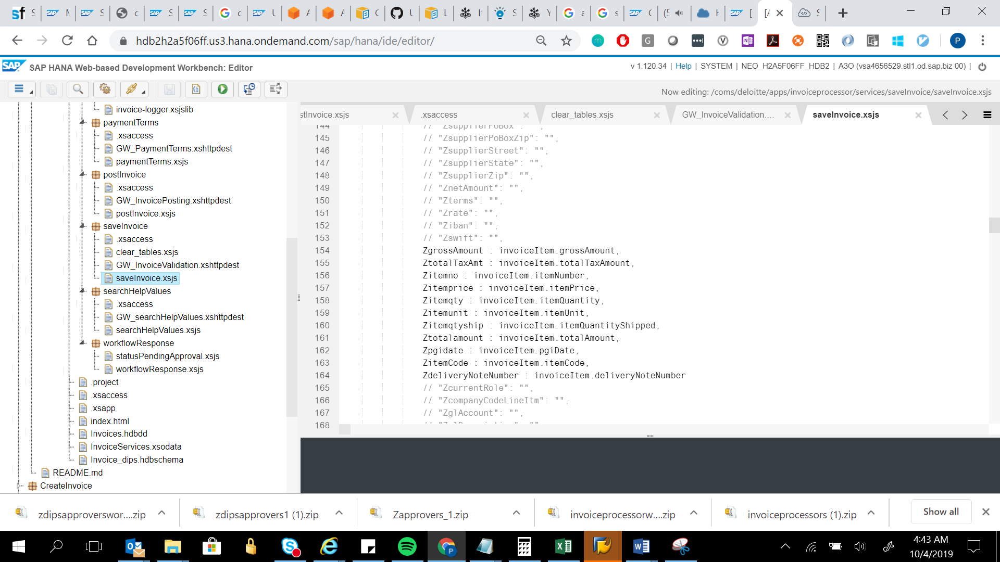 hdb2h2a5f06ff.us3.hana.ondemand.com/sap/hana/ide/editor/
SAP SAP HANA Web-based Development Workbench: Editor
v 1.120.34 | Help | SYSTEM | NEO_H2A5F06FF_HDB2 | A3O (vsa4656529.stl1.od.sap.biz 00) |
Now editing: /coms/deloitte/apps/invoiceprocessor/services/saveInvoice/saveInvoice.xsjs
invoice-logger.xsjslib
paymentTerms
.xsaccess
GW_PaymentTerms.xshttpdest
paymentTerms.xsjs
postInvoice
.xsaccess
GW_InvoicePosting.xshttpdest
postInvoice.xsjs
saveInvoice
.xsaccess
clear_tables.xsjs
GW_InvoiceValidation.xshttpdest
saveInvoice.xsjs
searchHelpValues
.xsaccess
GW_searchHelpValues.xshttpdest
searchHelpValues.xsjs
workflowResponse
statusPendingApproval.xsjs
workflowResponse.xsjs
.project
.xsaccess
.xsapp
index.html
Invoices.hdbdd
InvoiceServices.xsodata
Invoice_dips.hdbschema
README.md
CreateInvoice
stInvoice.xsjs
.xsaccess
clear_tables.xsjs
GW_InvoiceValidation....
saveInvoice.xsjs
144 // "ZsupplierPoBox": "",
145 // "ZsupplierPoBoxZip": "",
146 // "ZsupplierStreet": "",
147 // "ZsupplierState": "",
148 // "ZsupplierZip": "",
149 // "ZnetAmount": "",
150 // "Zterms": "",
151 // "Zrate": "",
152 // "Ziban": "",
153 // "Zswift": "",
154 ZgrossAmount : invoiceItem.grossAmount,
155 ZtotalTaxAmt : invoiceItem.totalTaxAmount,
156 Zitemno : invoiceItem.itemNumber,
157 Zitemprice : invoiceItem.itemPrice,
158 Zitemqty : invoiceItem.itemQuantity,
159 Zitemunit : invoiceItem.itemUnit,
160 Zitemqtyship : invoiceItem.itemQuantityShipped,
161 Ztotalamount : invoiceItem.totalAmount,
162 Zpgidate : invoiceItem.pgiDate,
163 ZitemCode : invoiceItem.itemCode,
164 ZdeliveryNoteNumber : invoiceItem.deliveryNoteNumber
165 // "ZcurrentRole": "",
166 // "ZcompanyCodeLineItm": "",
167 // "ZglAccount": "",
168
zdipsapproverswor....zip
zdipsapprovers1 (1).zip
Zapprovers_1.zip
invoiceprocessorw....zip
invoiceprocessors (1).zip
Show all
4:43 AM
10/4/2019